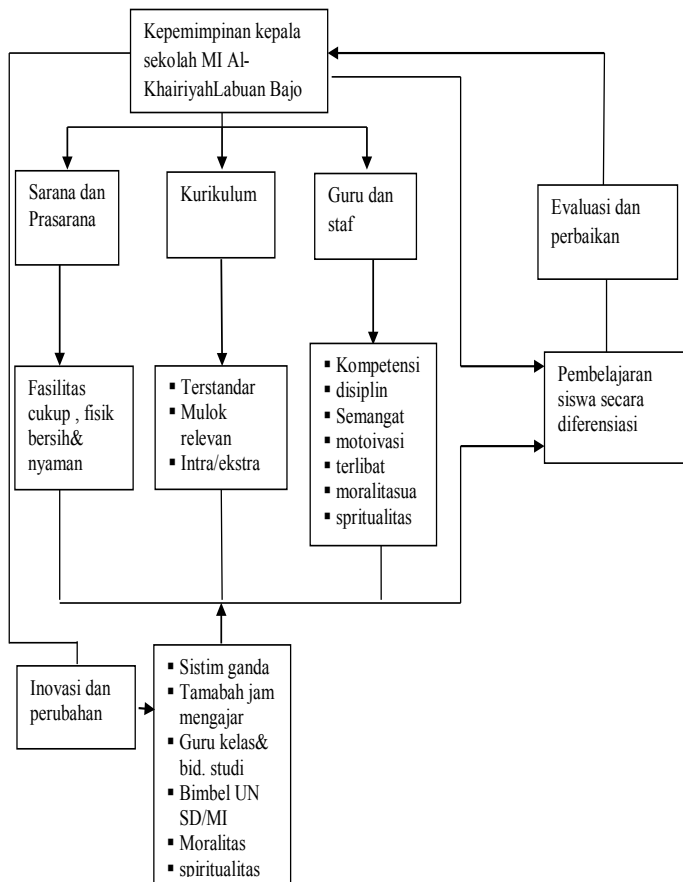 Kepemimpinan kepala
sekolah MI Al-
KhairiyahLabuan Bajo
Sarana dan
Prasarana
Kurikulum
Guru dan
staf
Evaluasi dan
perbaikan
Fasilitas
cukup , fisik
bersih&
nyaman
▪ Terstandar
▪ Mulok
relevan
▪ Intra/ekstra
▪ Kompetensi
▪ disiplin
▪ Semangat
▪ motoivasi
▪ terlibat
▪ moralitasua
▪ spritualitas
Pembelajaran
siswa secara
diferensiasi
Inovasi dan
perubahan
▪ Sistim ganda
▪ Tamabah jam
mengajar
▪ Guru kelas&
bid. studi
▪ Bimbel UN
SD/MI
▪ Moralitas
▪ spiritualitas